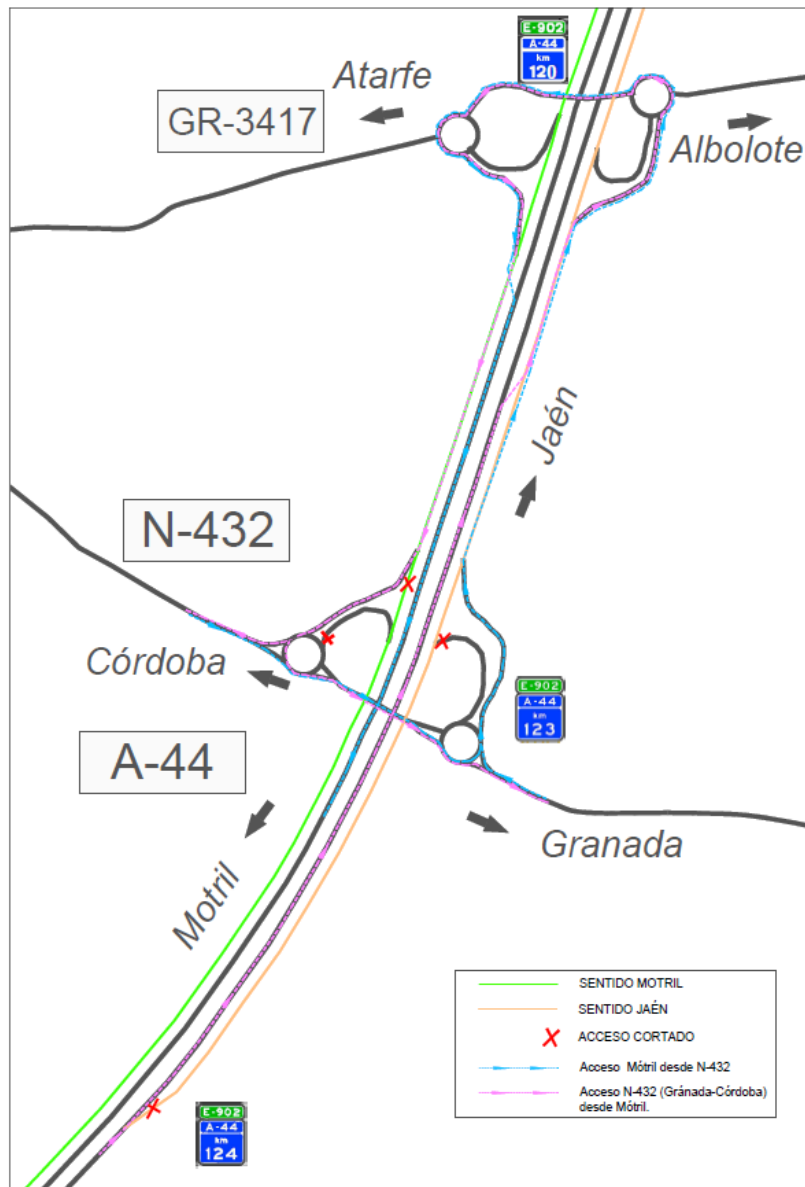 E-902
A-44
km
120
Atarfe
GR-3417
Albolote
Jaén
N-432
Córdoba
E-902
A-44
km
123
A-44
Granada
Motril
SENTIDO MOTRIL
SENTIDO JAÉN
ACCESO CORTADO
Acceso Mótril desde N-432
Acceso N-432 (Gránada-Córdoba)
desde Mótril.
E-902
A-44
km
124